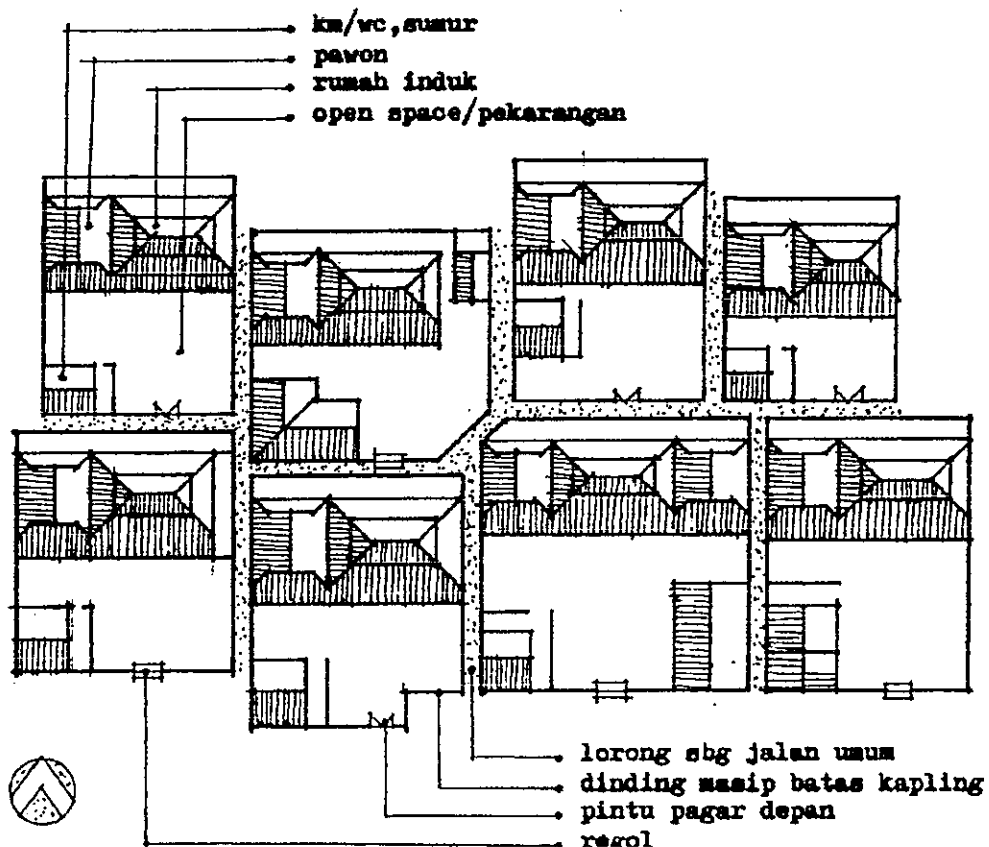 km/wc,sumur
pawon
rumah induk
open space/pekarangan
lorong sbg jalan umum
dinding masip batas kapling
pintu pagar depan
regol